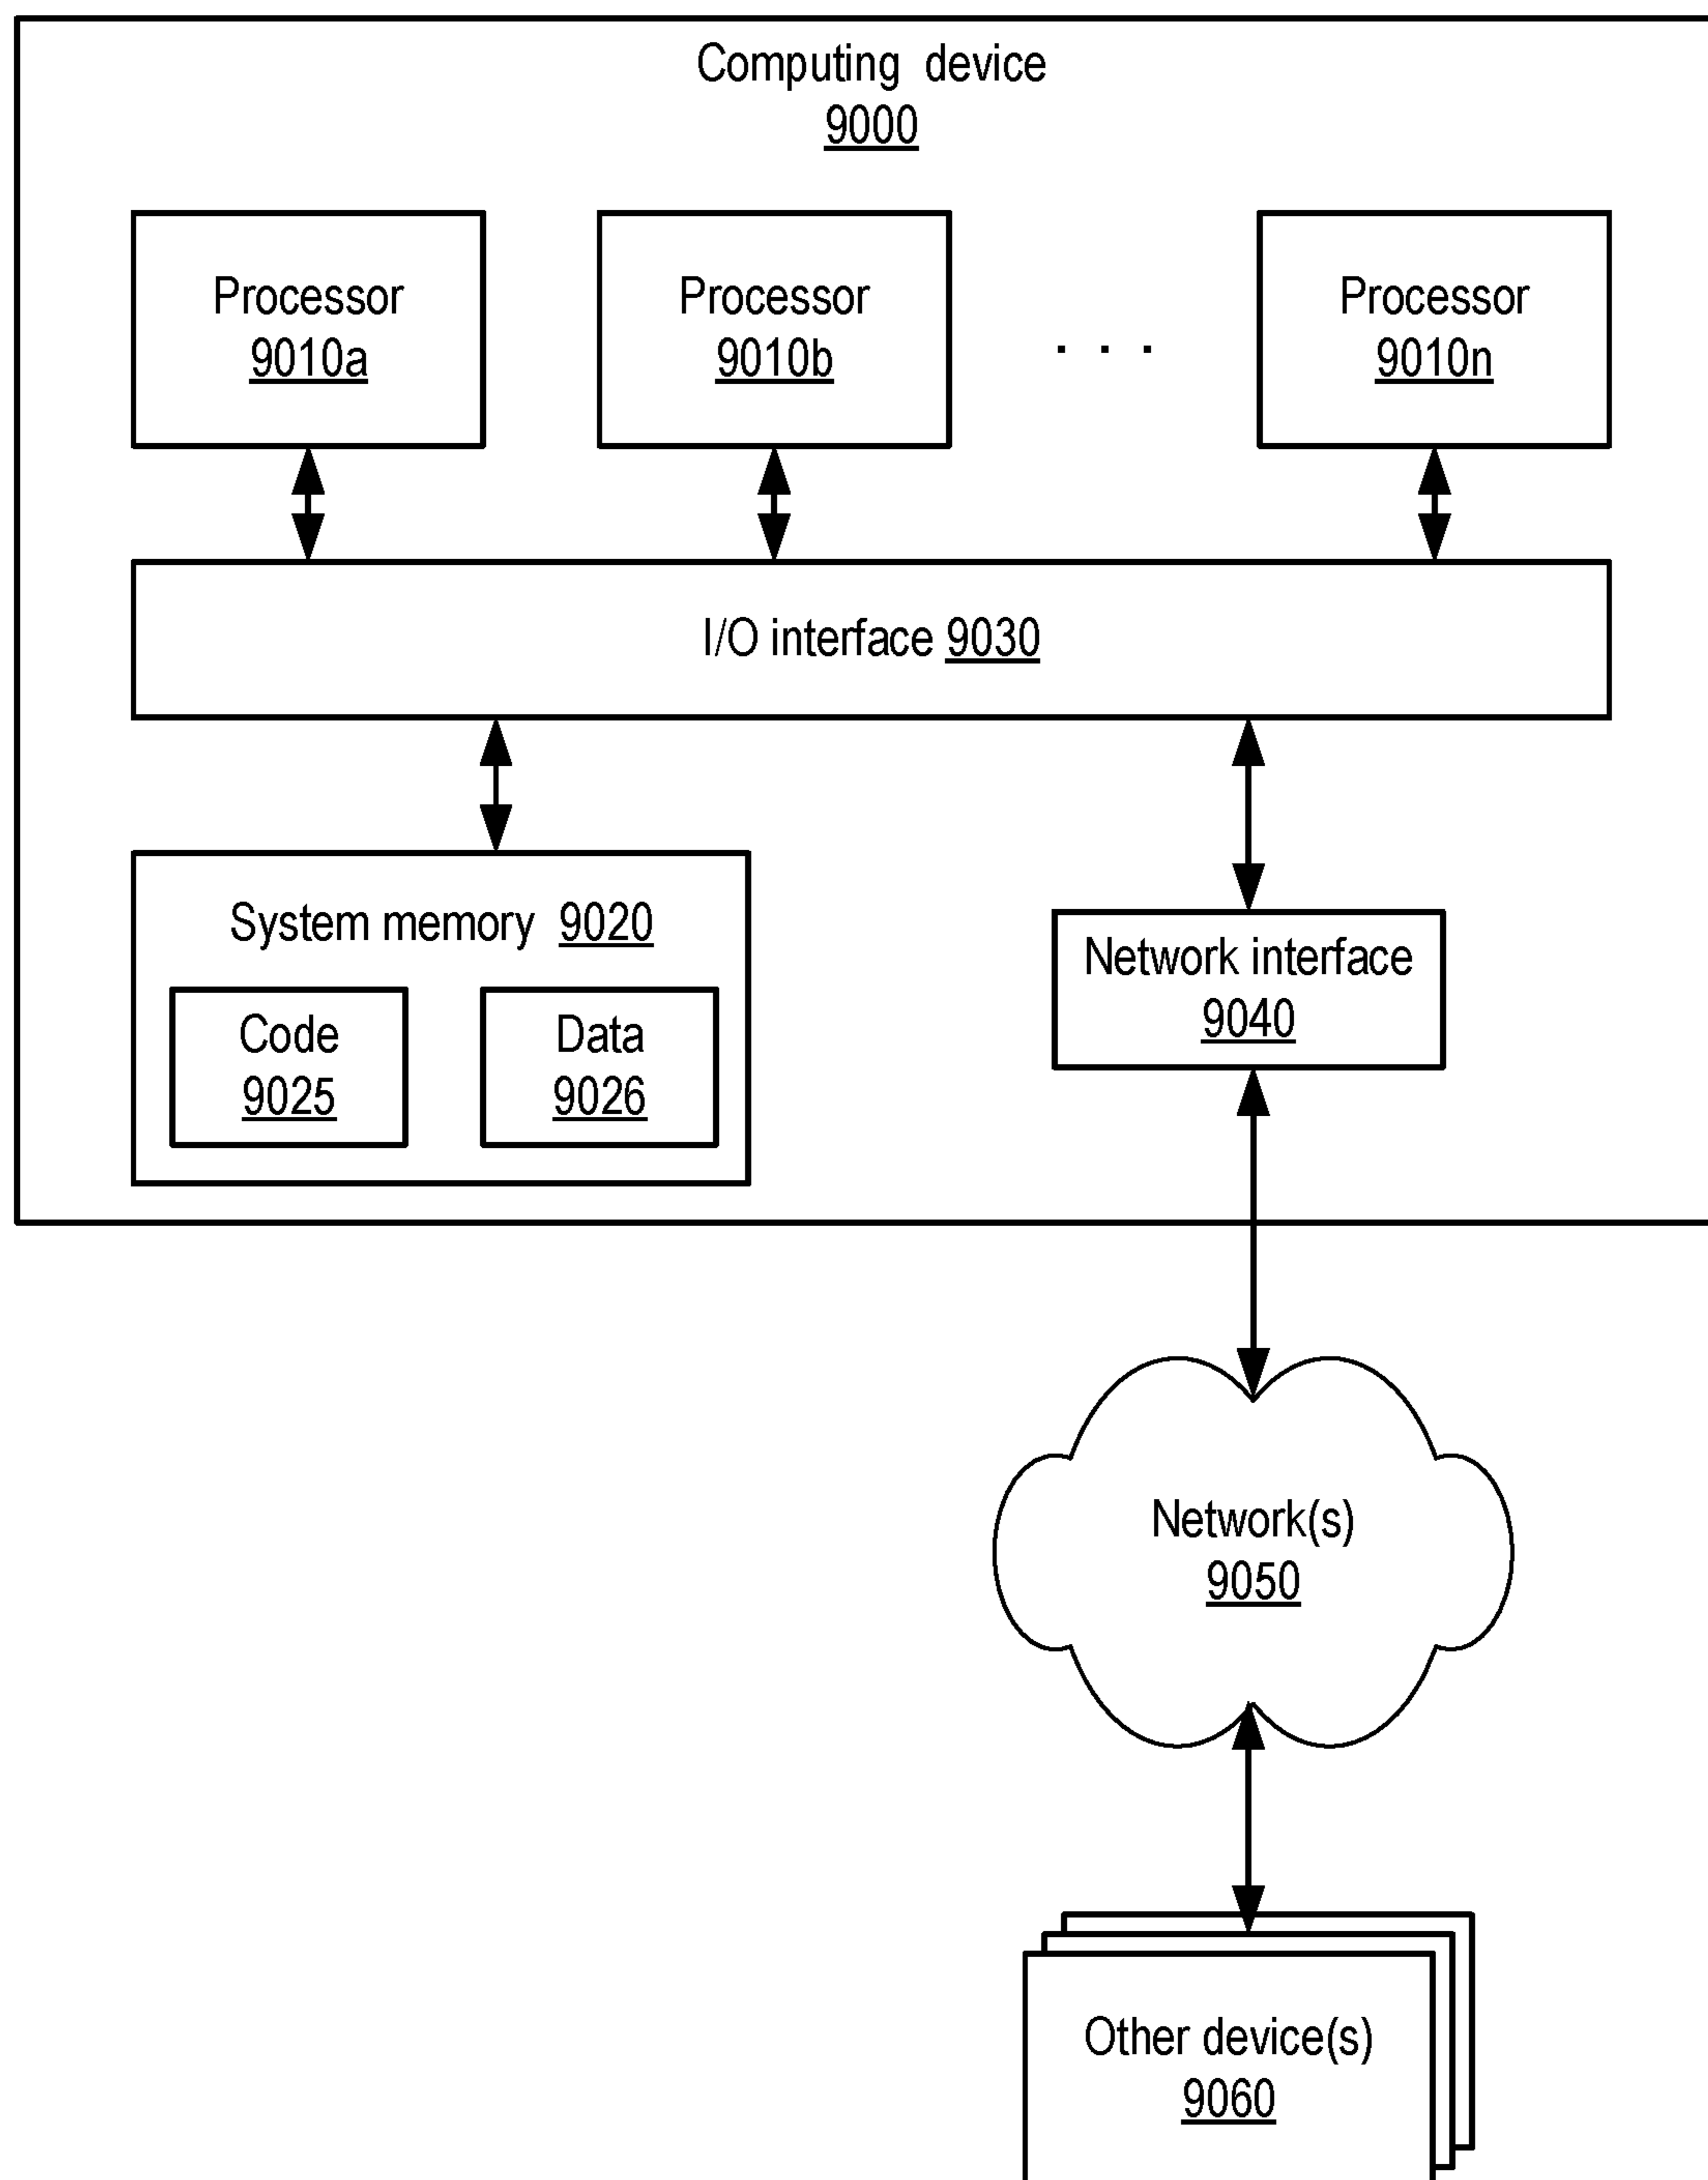 Computing device
9000
Processor
9010a
Processor
9010b
. . .
Processor
9010n
I/O interface 9030
System memory 9020
Code
9025
Data
9026
Network interface
9040
Network(s)
9050
Other device(s)
9060